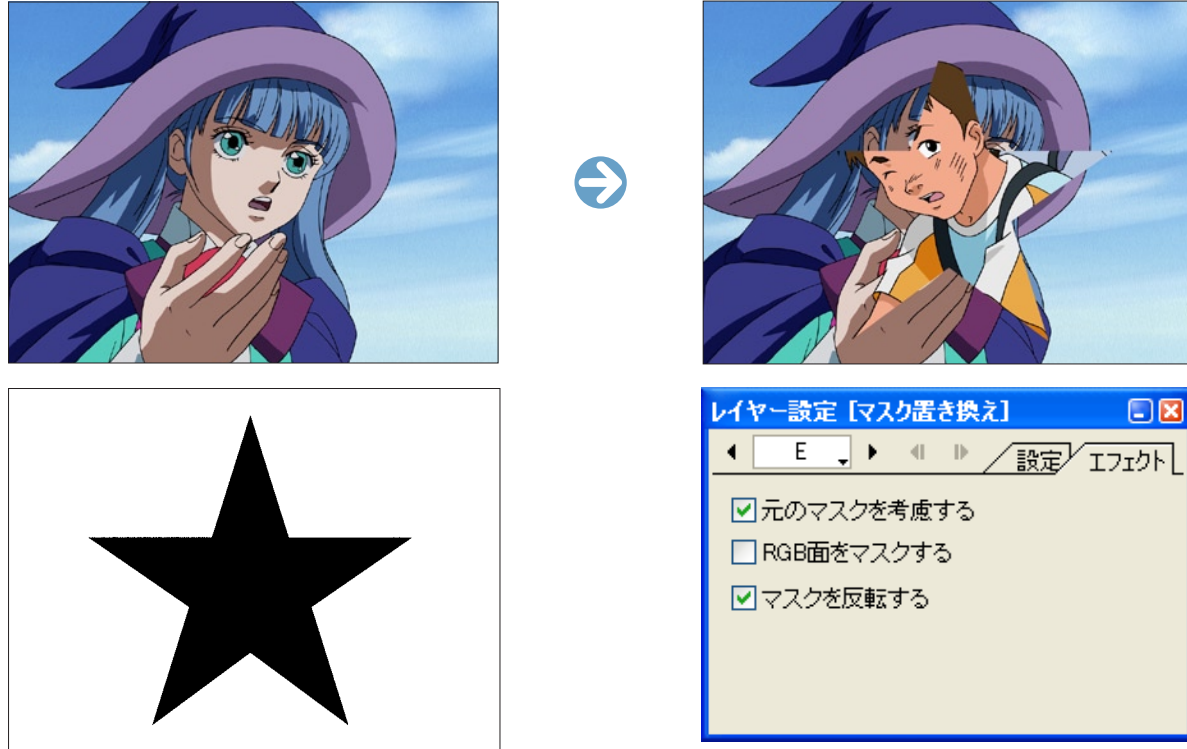 レイヤー設定 [マスク置き換え]
E
設定
エフェクト
元のマスクを考慮する
RGB面をマスクする
マスクを反転する